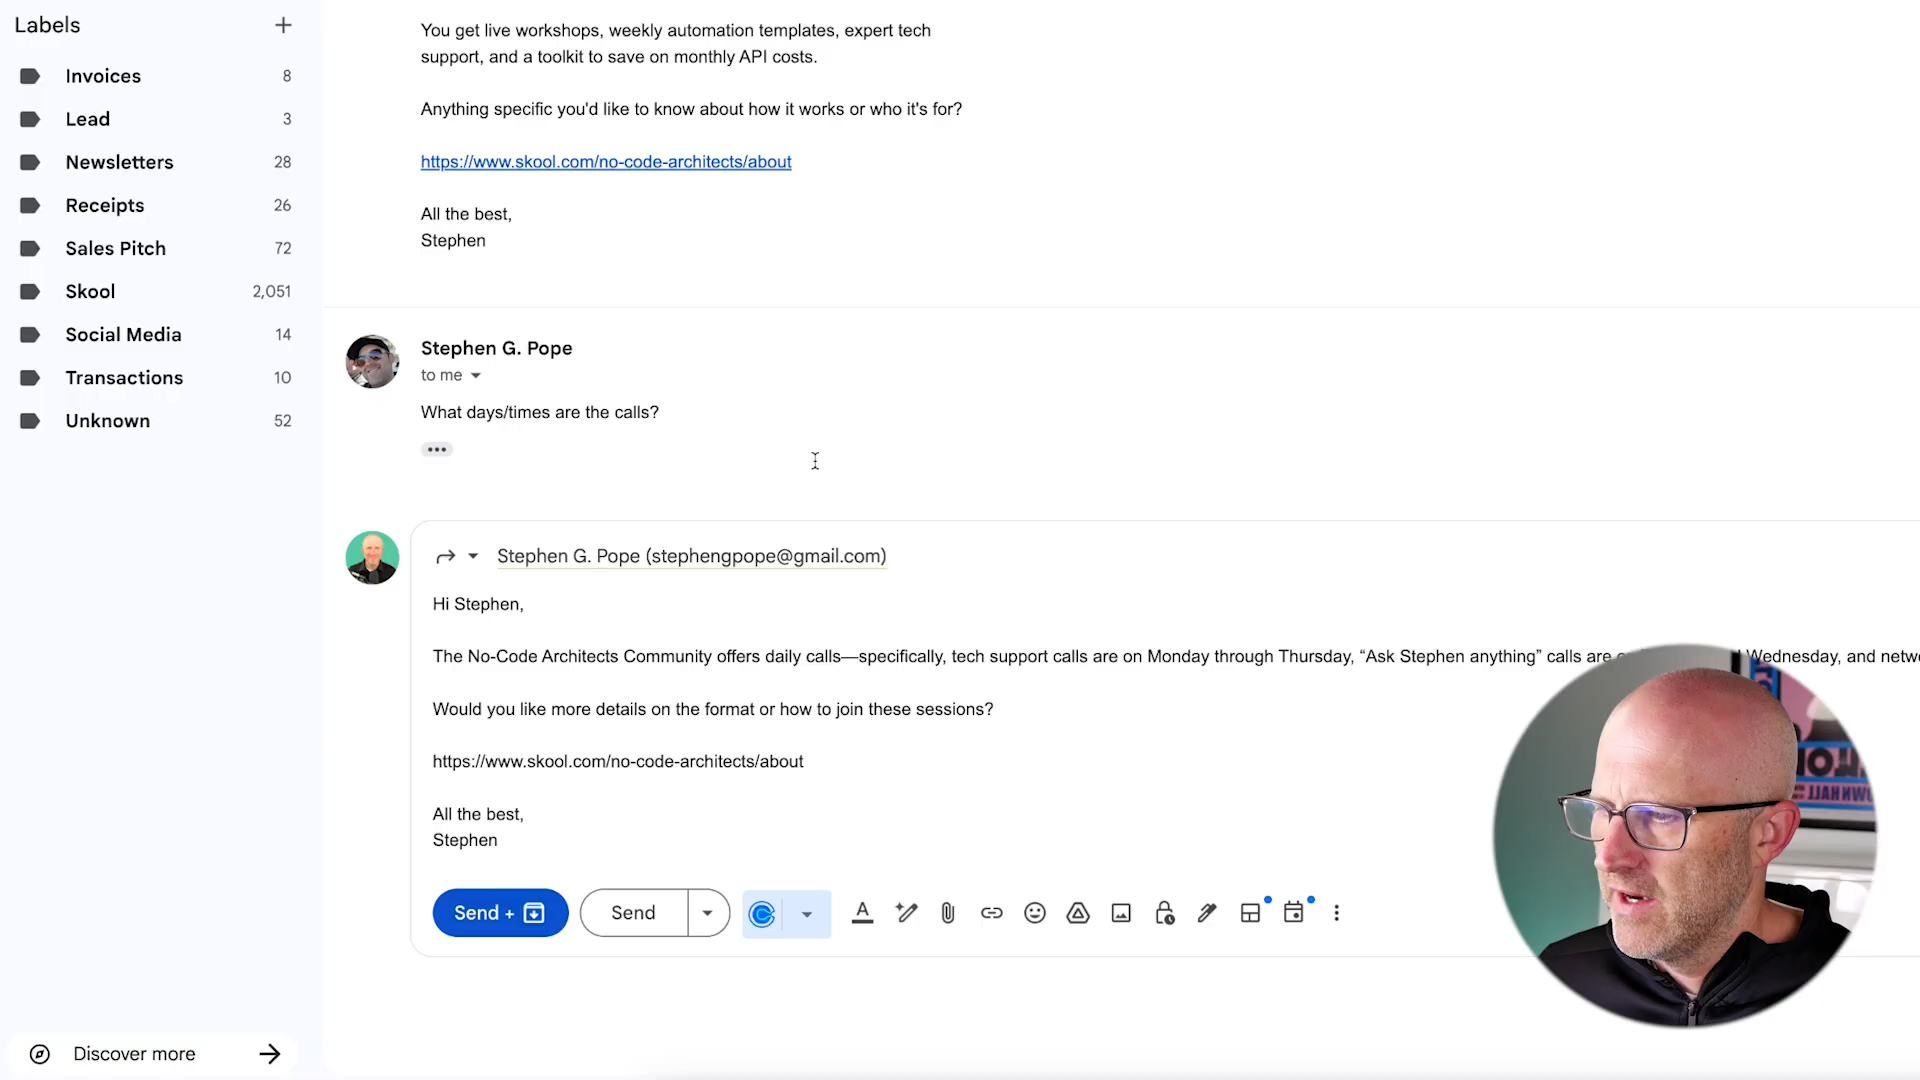 Labels
Invoices 8
Lead 3
Newsletters 28
Receipts 26
Sales Pitch 72
Skool 2,051
Social Media 14
Transactions 10
Unknown 52
Discover more
You get live workshops, weekly automation templates, expert tech
support, and a toolkit to save on monthly API costs.
Anything specific you'd like to know about how it works or who it's for?
https://www.skool.com/no-code-architects/about
All the best,
Stephen
Stephen G. Pope
to me
What days/times are the calls?
Stephen G. Pope (stephengpope@gmail.com)
Hi Stephen,
The No-Code Architects Community offers daily calls—specifically, tech support calls are on Monday through Thursday, “Ask Stephen anything” calls are Wednesday, and netw
Would you like more details on the format or how to join these sessions?
https://www.skool.com/no-code-architects/about
All the best,
Stephen
Send +
Send